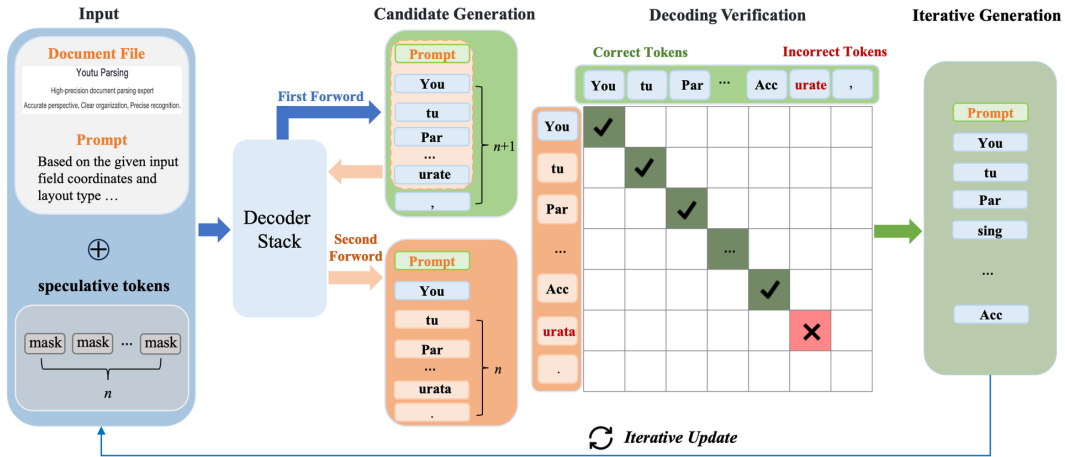 Input
Document File
Youtu Parsing
High-precision document parsing expert
Accurate perspective, Clear organization, Precise recognition.
Prompt
Based on the given input
field coordinates and
layout type ...
speculative tokens
mask mask ... mask
n
Decoder
Stack
First Forword
Second
Forword
Candidate Generation
Prompt
You
tu
Par
...
urate
,
n+1
Prompt
You
tu
Par
...
urata
.
n
Decoding Verification
Correct Tokens
Incorrect Tokens
You tu Par ... Acc urate ,
You
tu
Par
...
...
Acc
urata
.
Iterative Generation
Prompt
You
tu
Par
sing
...
Acc
Iterative Update